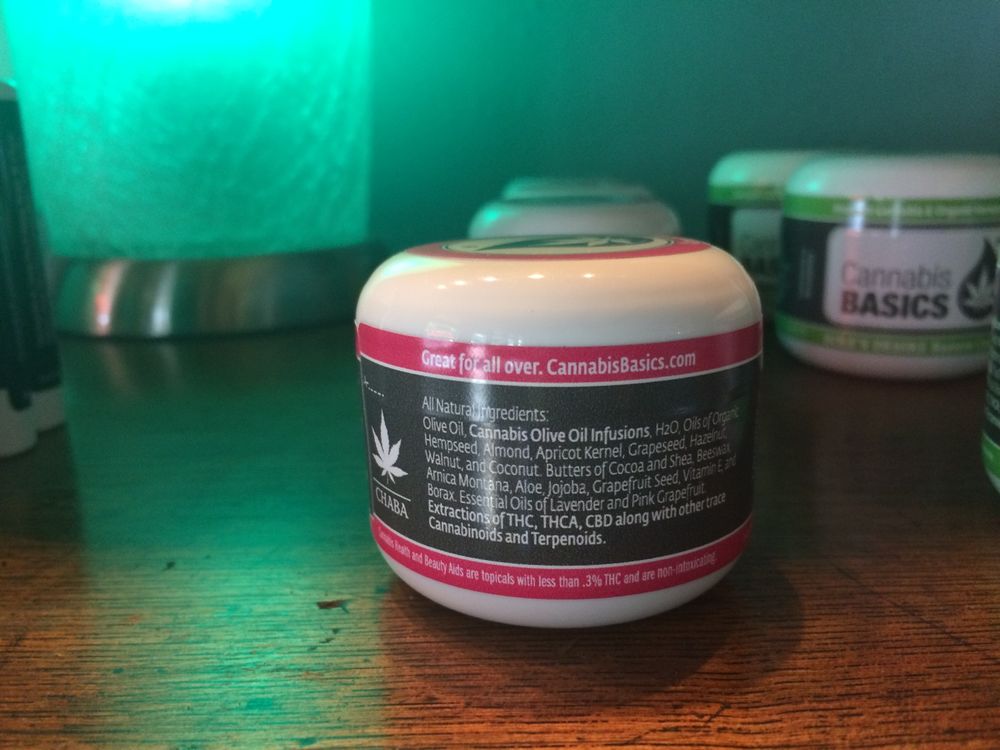 Great for all over. CannabisBasics.com
All Natural Ingredients:
Olive Oil, Cannabis Olive Oil Infusions, H2O, Oils of Organic
Hempseed, Almond, Apricot Kernel, Grapeseed, Hazelnut,
Walnut, and Coconut. Butters of Cocoa and Shea, Beeswax,
Arnica Montana, Aloe, Jojoba, Grapefruit Seed, Vitamin E, and
Borax. Essential Oils of Lavender and Pink Grapefruit.
Extractions of THC, THCA, CBD along with other trace
Cannabinoids and Terpenoids.
CHABA
Cannabis Health and Beauty Aids are topicals with less than .3% THC and are non-intoxicating.
Cannabis
BASICS